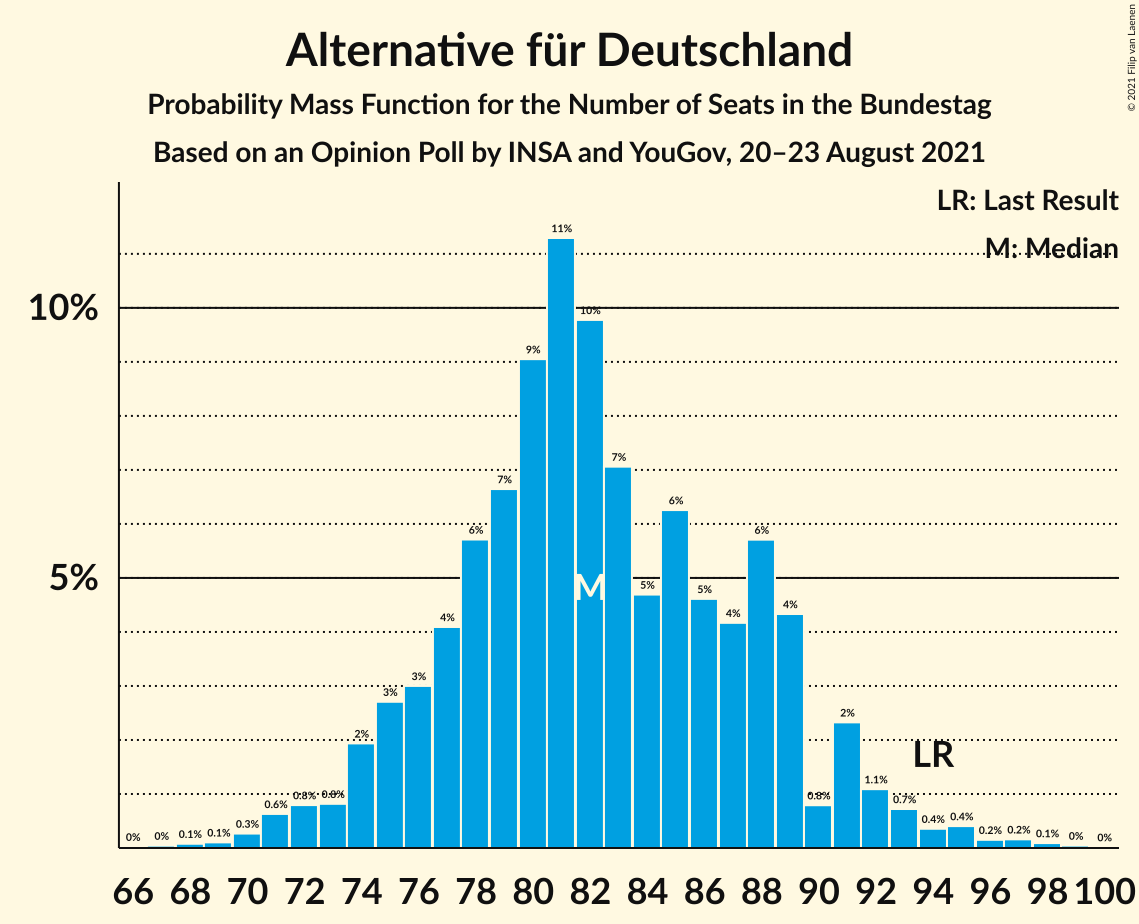 © 2021 Filip van Laenen
Alternative für Deutschland
Probability Mass Function for the Number of Seats in the Bundestag
Based on an Opinion Poll by INSA and YouGov, 20–23 August 2021
LR: Last Result
M: Median
10%
5%
0% 0% 0.1% 0.1% 0.3% 0.6% 0.8% 0.8% 2% 3% 3% 4% 6% 7% 9% 11% 10% 7% 5% 6% 5% 4% 6% 4% 0.8% 2% 1.1% 0.7% 0.4% 0.4% 0.2% 0.2% 0.1% 0% 0%
M
LR
66 68 70 72 74 76 78 80 82 84 86 88 90 92 94 96 98 100